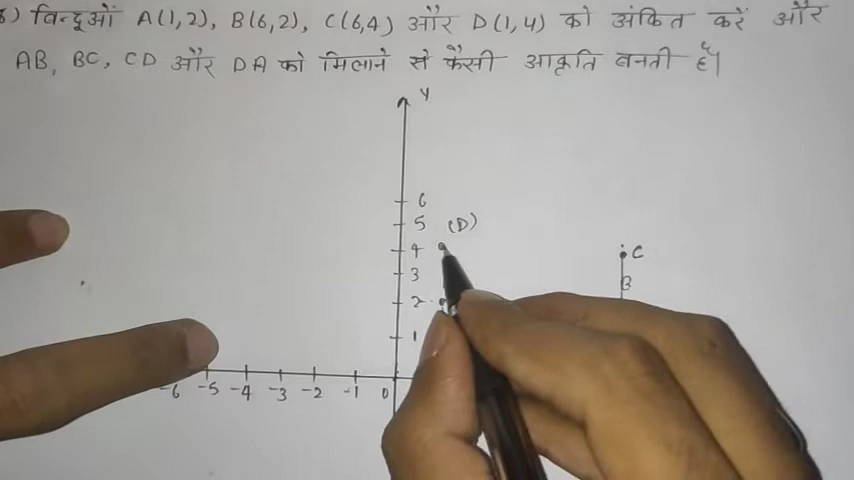 8) विन्दूओं A(1,2), B(6,2), C(6,4) और D(1,4) को अंकित करें और
AB, BC, CD और DA को मिलाने से कैसी आकृति बनती है।
Y
6
5 (D)
4 C
3 B
2
1
-6 -5 -4 -3 -2 -1 0